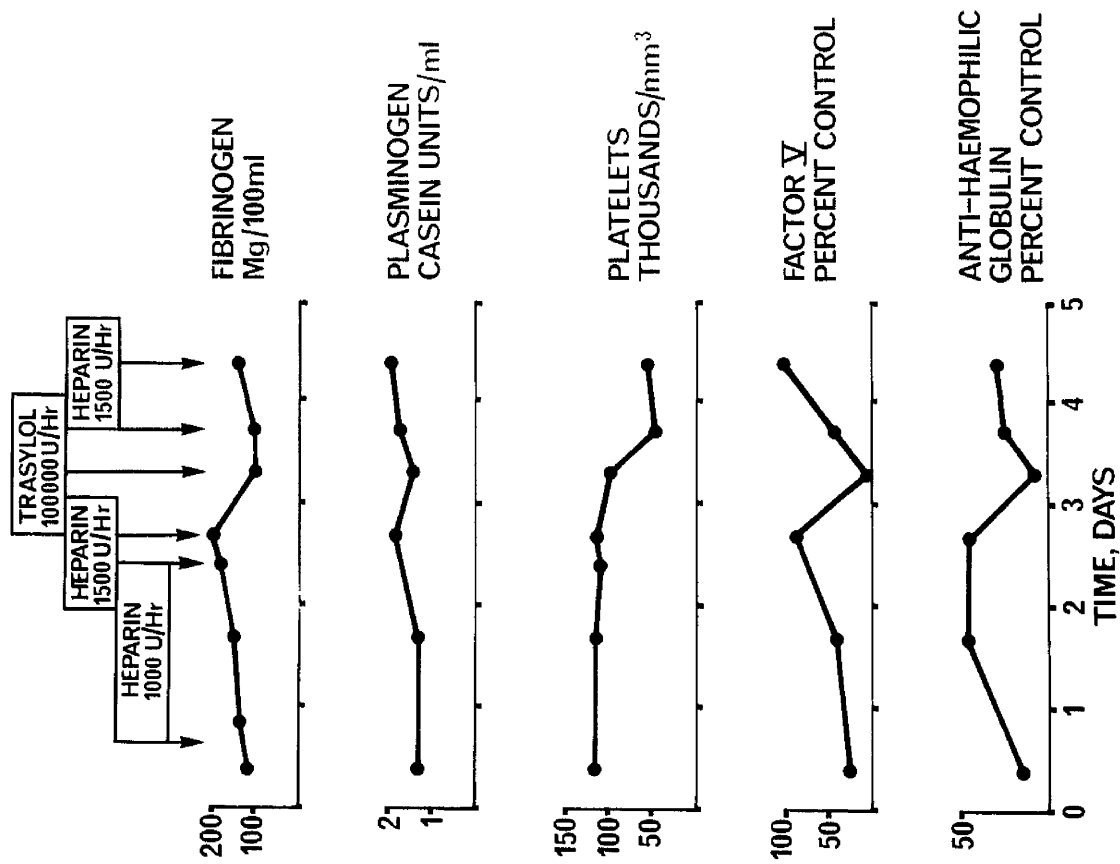 TRASYLOL
100000 U/Hr
HEPARIN
1500 U/Hr
HEPARIN
1500 U/Hr
HEPARIN
1000 U/Hr
200
100
FIBRINOGEN
Mg/100ml
2
1
PLASMINOGEN
CASEIN UNITS/ml
150
100
50
PLATELETS
THOUSANDS/mm³
100
50
FACTOR V
PERCENT CONTROL
50
ANTI-HAEMOPHILIC
GLOBULIN
PERCENT CONTROL
0 1 2 3 4 5
TIME, DAYS